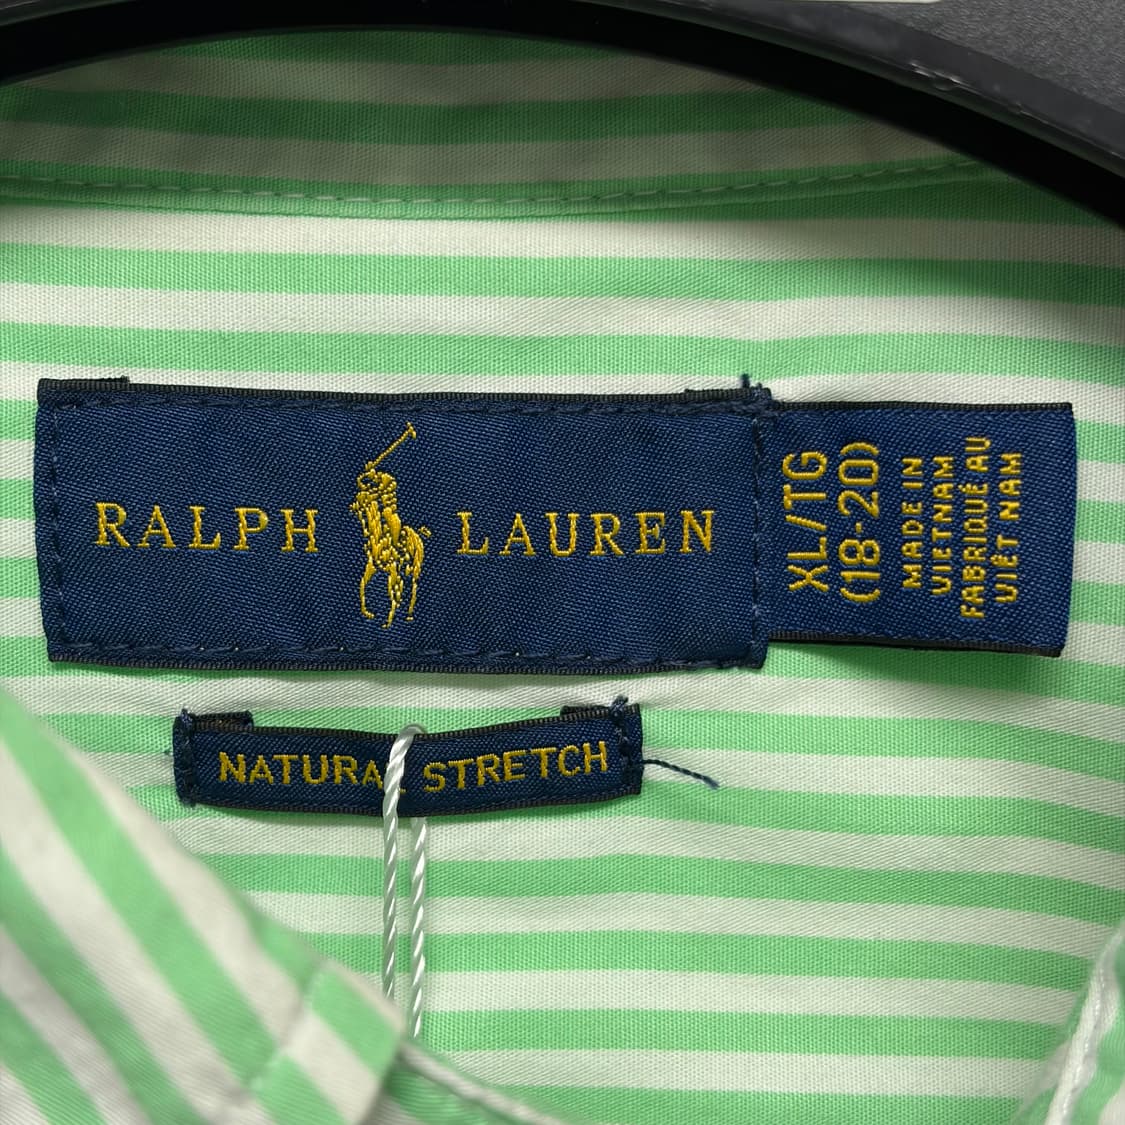 RALPH LAUREN
XL/TG
(18-20)
MADE IN
VIETNAM
FABRIQUÉ AU
VIÊT NAM
NATURAL STRETCH